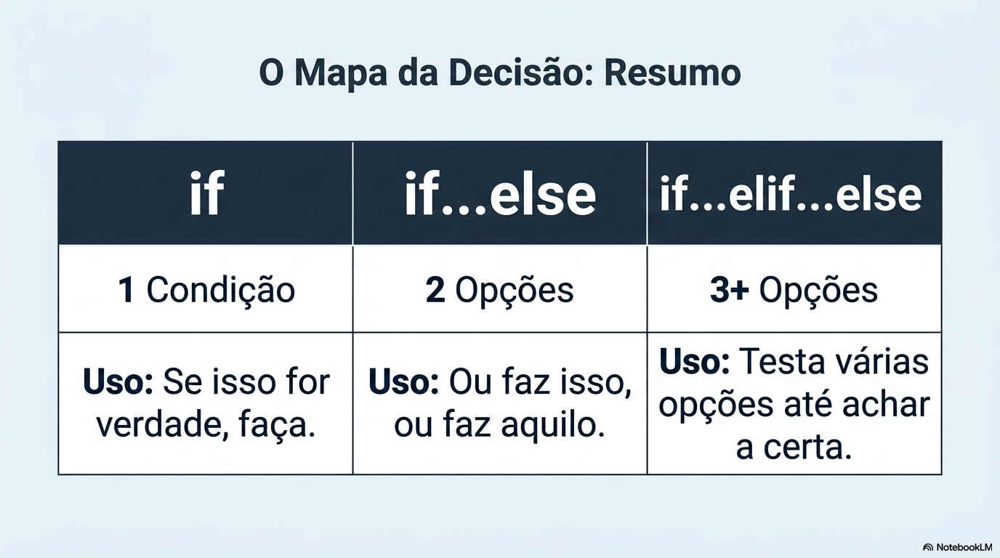 O Mapa da Decisão: Resumo
if
if...else
if...elif...else
1 Condição
2 Opções
3+ Opções
Uso: Se isso for
verdade, faça.
Uso: Ou faz isso,
ou faz aquilo.
Uso: Testa várias
opções até achar
a certa.
NotebookLM